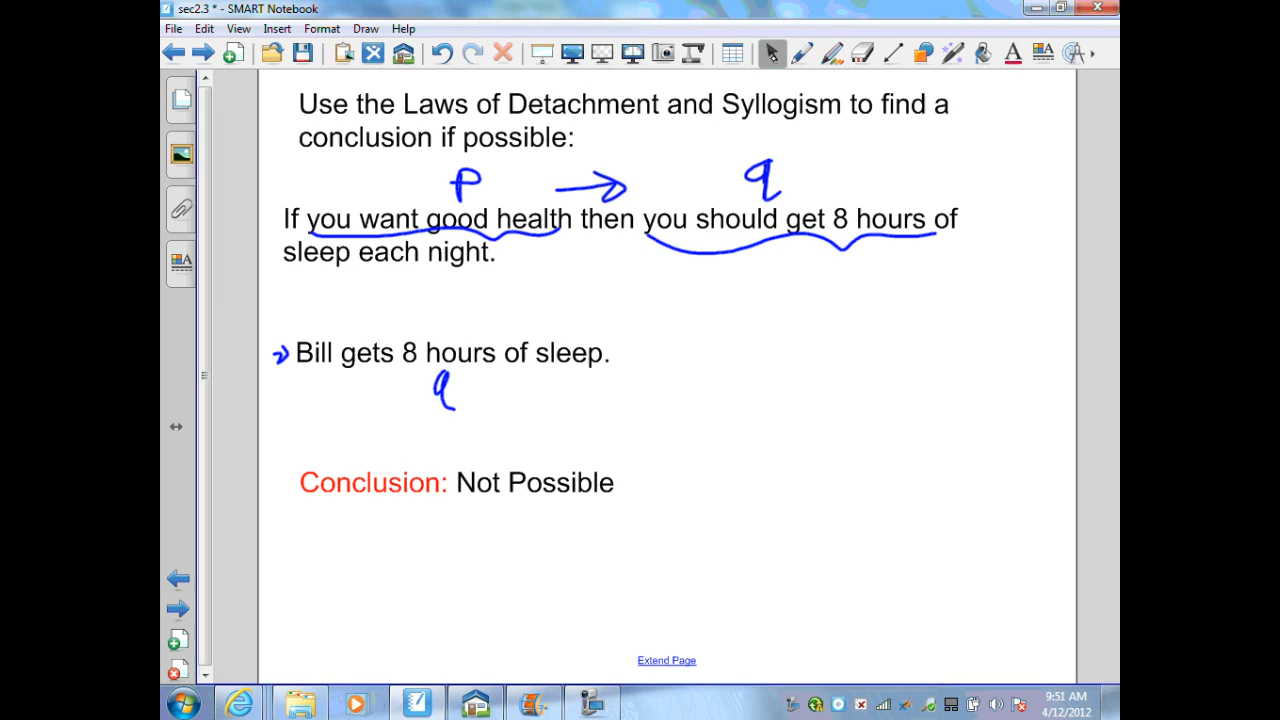 sec2.3 * - SMART Notebook
File Edit View Insert Format Draw Help
Use the Laws of Detachment and Syllogism to find a
conclusion if possible:
p → q
If you want good health then you should get 8 hours of
sleep each night.
Bill gets 8 hours of sleep.
q
Conclusion: Not Possible
Extend Page
9:51 AM
4/12/2012